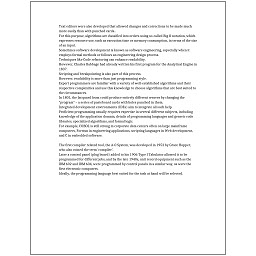 Text editors were also developed that allowed changes and corrections to be made much
more easily than with punched cards.
For this purpose, algorithms are classified into orders using so-called Big O notation, which
expresses resource use, such as execution time or memory consumption, in terms of the size
of an input.
Sometimes software development is known as software engineering, especially when it
employs formal methods or follows an engineering design process.
Techniques like Code refactoring can enhance readability.
However, Charles Babbage had already written his first program for the Analytical Engine in
1837.
Scripting and breakpointing is also part of this process.
However, readability is more than just programming style.
Expert programmers are familiar with a variety of well-established algorithms and their
respective complexities and use this knowledge to choose algorithms that are best suited to
the circumstances.
In 1801, the Jacquard loom could produce entirely different weaves by changing the
"program" – a series of pasteboard cards with holes punched in them.
Integrated development environments (IDEs) aim to integrate all such help.
Proficient programming usually requires expertise in several different subjects, including
knowledge of the application domain, details of programming languages and generic code
libraries, specialized algorithms, and formal logic.
For example, COBOL is still strong in corporate data centers often on large mainframe
computers, Fortran in engineering applications, scripting languages in Web development,
and C in embedded software.

The first compiler related tool, the A-0 System, was developed in 1952 by Grace Hopper,
who also coined the term 'compiler'.
Later a control panel (plug board) added to his 1906 Type I Tabulator allowed it to be
programmed for different jobs, and by the late 1940s, unit record equipment such as the
IBM 602 and IBM 604, were programmed by control panels in a similar way, as were the
first electronic computers.
Ideally, the programming language best suited for the task at hand will be selected.